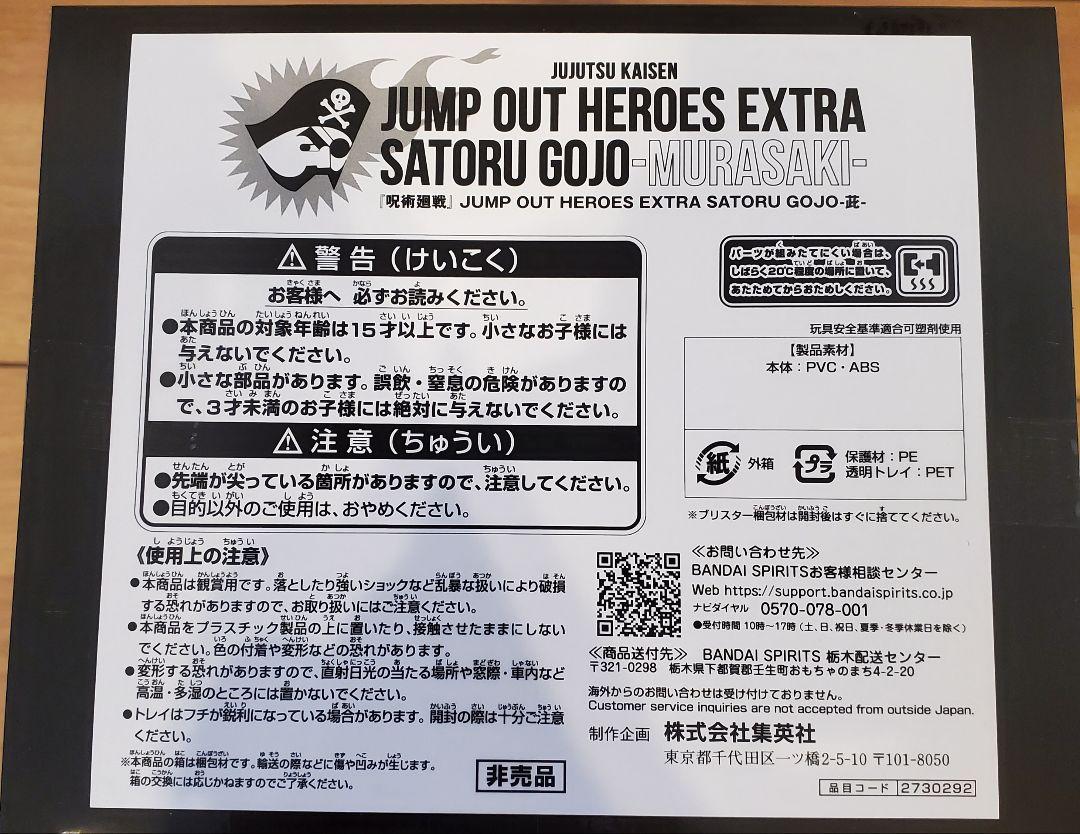 JUJUTSU KAISEN
JUMP OUT HEROES EXTRA
SATORU GOJO-MURASAKI-
『呪術廻戦』 JUMP OUT HEROES EXTRA SATORU GOJO-茈-
⚠警告（けいこく）
お客様へ 必ずお読みください。
●本商品の対象年齢は15才以上です。小さなお子様には
与えないでください。
●小さな部品があります。誤飲・窒息の危険がありますの
で、3才未満のお子様には絶対に与えないでください。
⚠注意（ちゅうい）
●先端が尖っている箇所がありますので、注意してください。
●目的以外のご使用は、おやめください。
パーツが組みたてにくい場合は、
しばらく20℃程度の場所に置いて、
あたためてからおためしください。
玩具安全基準適合可塑剤使用
【製品素材】
本体：PVC・ABS
紙 外箱
プラ 保護材：PE
透明トレイ：PET
※ブリスター梱包材は開封後はすぐに捨ててください。
《使用上の注意》
●本商品は観賞用です。落としたり強いショックなど乱暴な扱いにより破損
する恐れがありますので、お取り扱いにはご注意ください。
●本商品をプラスチック製品の上に置いたり、接触させたままにしない
でください。色の付着や変形などの恐れがあります。
●変形する恐れがありますので、直射日光の当たる場所や窓際・車内など
高温・多湿のところには置かないでください。
●トレイはフチが鋭利になっている場合があります。開封の際は十分ご注意
ください。
※本商品の箱は梱包材です。輸送の際などに傷や凹みが生じます。
箱の交換には応じかねますのでご了承ください。
非売品
≪お問い合わせ先≫
BANDAI SPIRITSお客様相談センター
Web https://support.bandaispirits.co.jp
ナビダイヤル 0570-078-001
●受付時間 10時～17時（土、日、祝日、夏季・冬季休業日を除く）
≪商品送付先≫ BANDAI SPIRITS 栃木配送センター
〒321-0298 栃木県下都賀郡壬生町おもちゃのまち4-2-20
海外からのお問い合わせは受け付けておりません。
Customer service inquiries are not accepted from outside Japan.
制作企画 株式会社集英社
東京都千代田区一ツ橋2-5-10 〒101-8050
品目コード 2730292